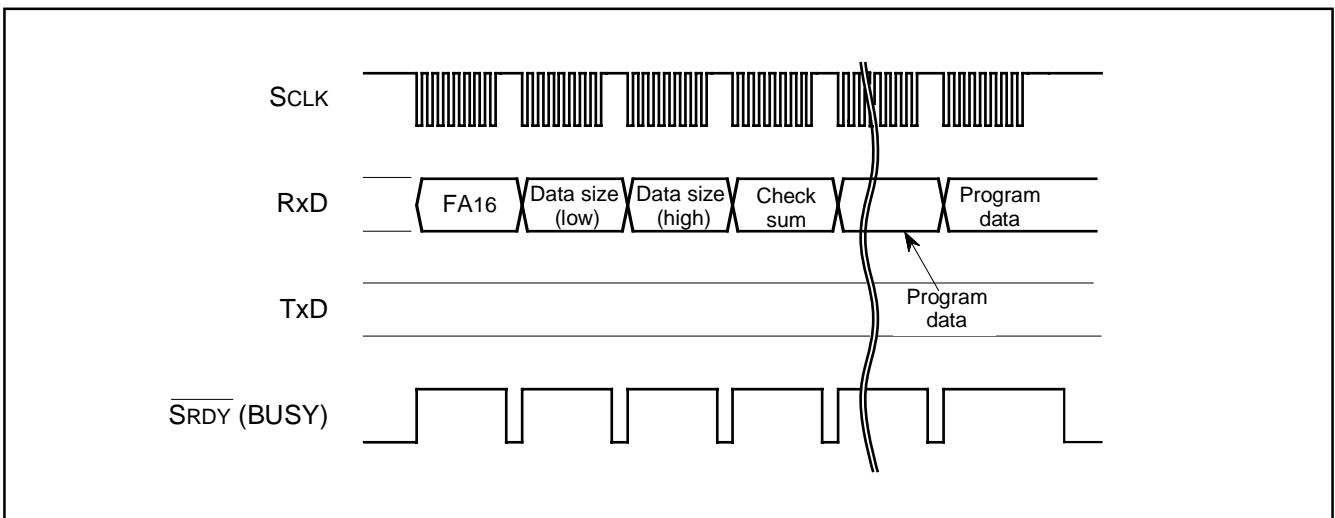 SCLK
RxD
FA16
Data size
(low)
Data size
(high)
Check
sum
Program
data
Program
data
TxD
SRDY (BUSY)